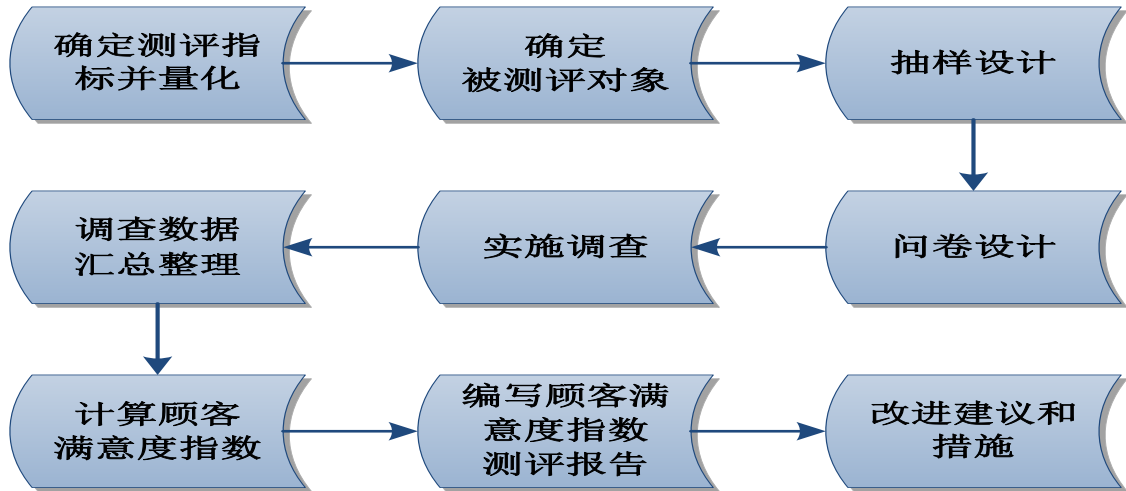 确定测评指
标并量化
确定
被测评对象
抽样设计
问卷设计
实施调查
调查数据
汇总整理
计算顾客
满意度指数
编写顾客满
意度指数
测评报告
改进建议和
措施